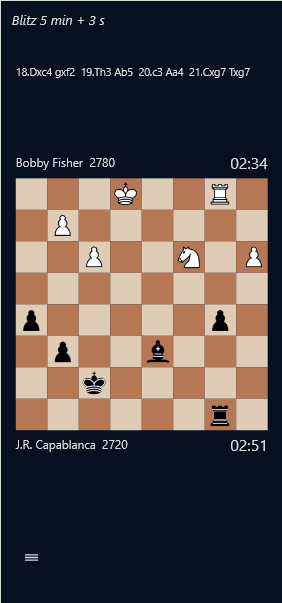 Blitz 5 min + 3 s
18.Dxc4 gxf2 19.Th3 Ab5 20.c3 Aa4 21.Cxg7 Txg7
Bobby Fisher 2780 02:34
J.R. Capablanca 2720 02:51